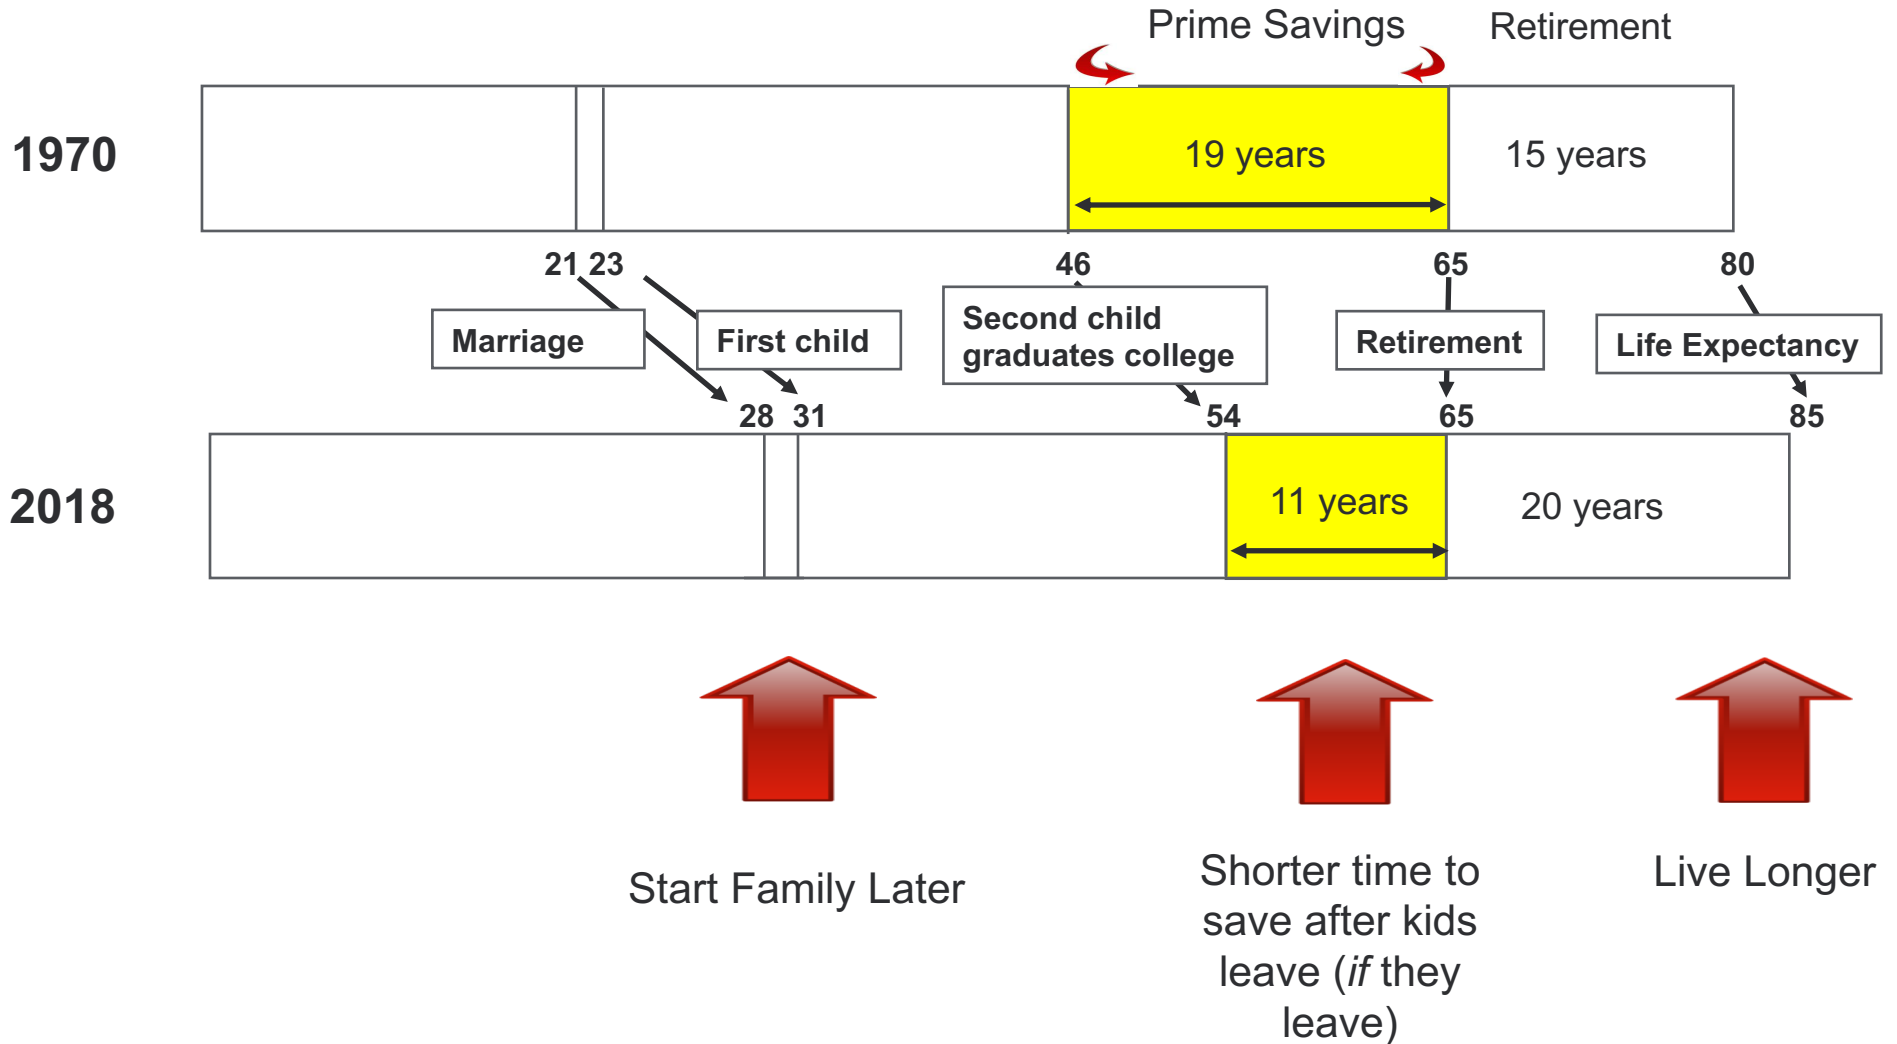 Prime Savings
Retirement
1970
19 years
15 years
21 23
46
65
80
Marriage
First child
Second child
graduates college
Retirement
Life Expectancy
28
31
54
65
85
2018
11 years
20 years
Start Family Later
Shorter time to
save after kids
leave (if they
leave)
Live Longer